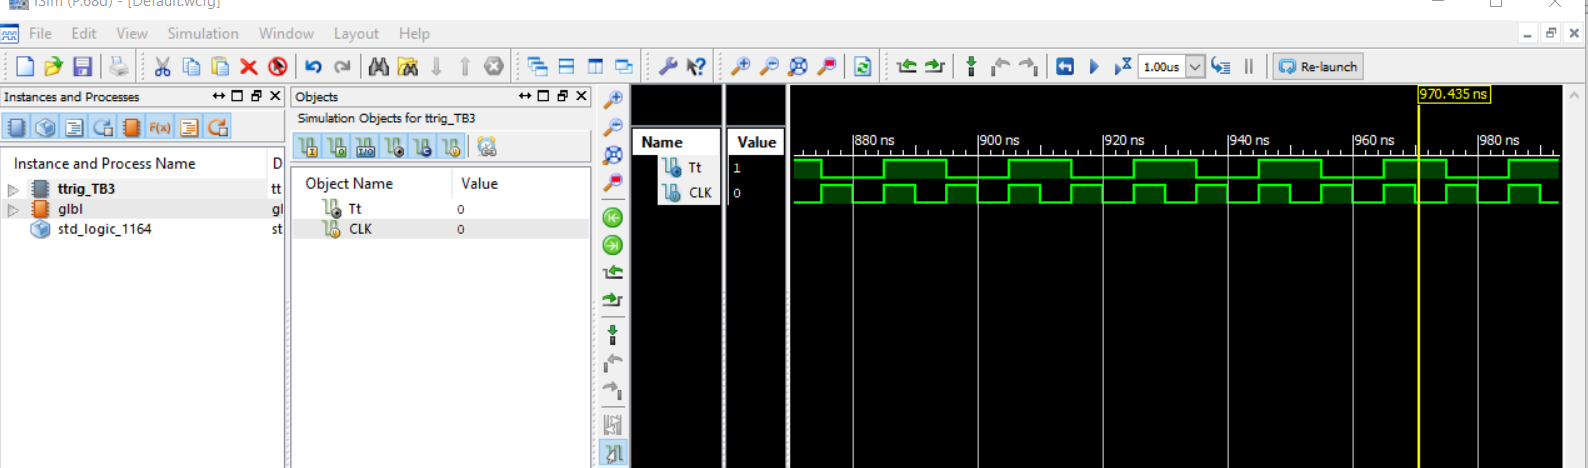 ISim (P.68d) - [Default.wcfg]
File Edit View Simulation Window Layout Help
1.00us Re-launch
Instances and Processes
Objects
Simulation Objects for ttrig_TB3
F(x)
Instance and Process Name D
ttrig_TB3 tt
glbl gl
std_logic_1164 st
Object Name Value
Tt 0
CLK 0
Name Value
Tt 1
CLK 0
970.435 ns
880 ns 900 ns 920 ns 940 ns 960 ns 980 ns